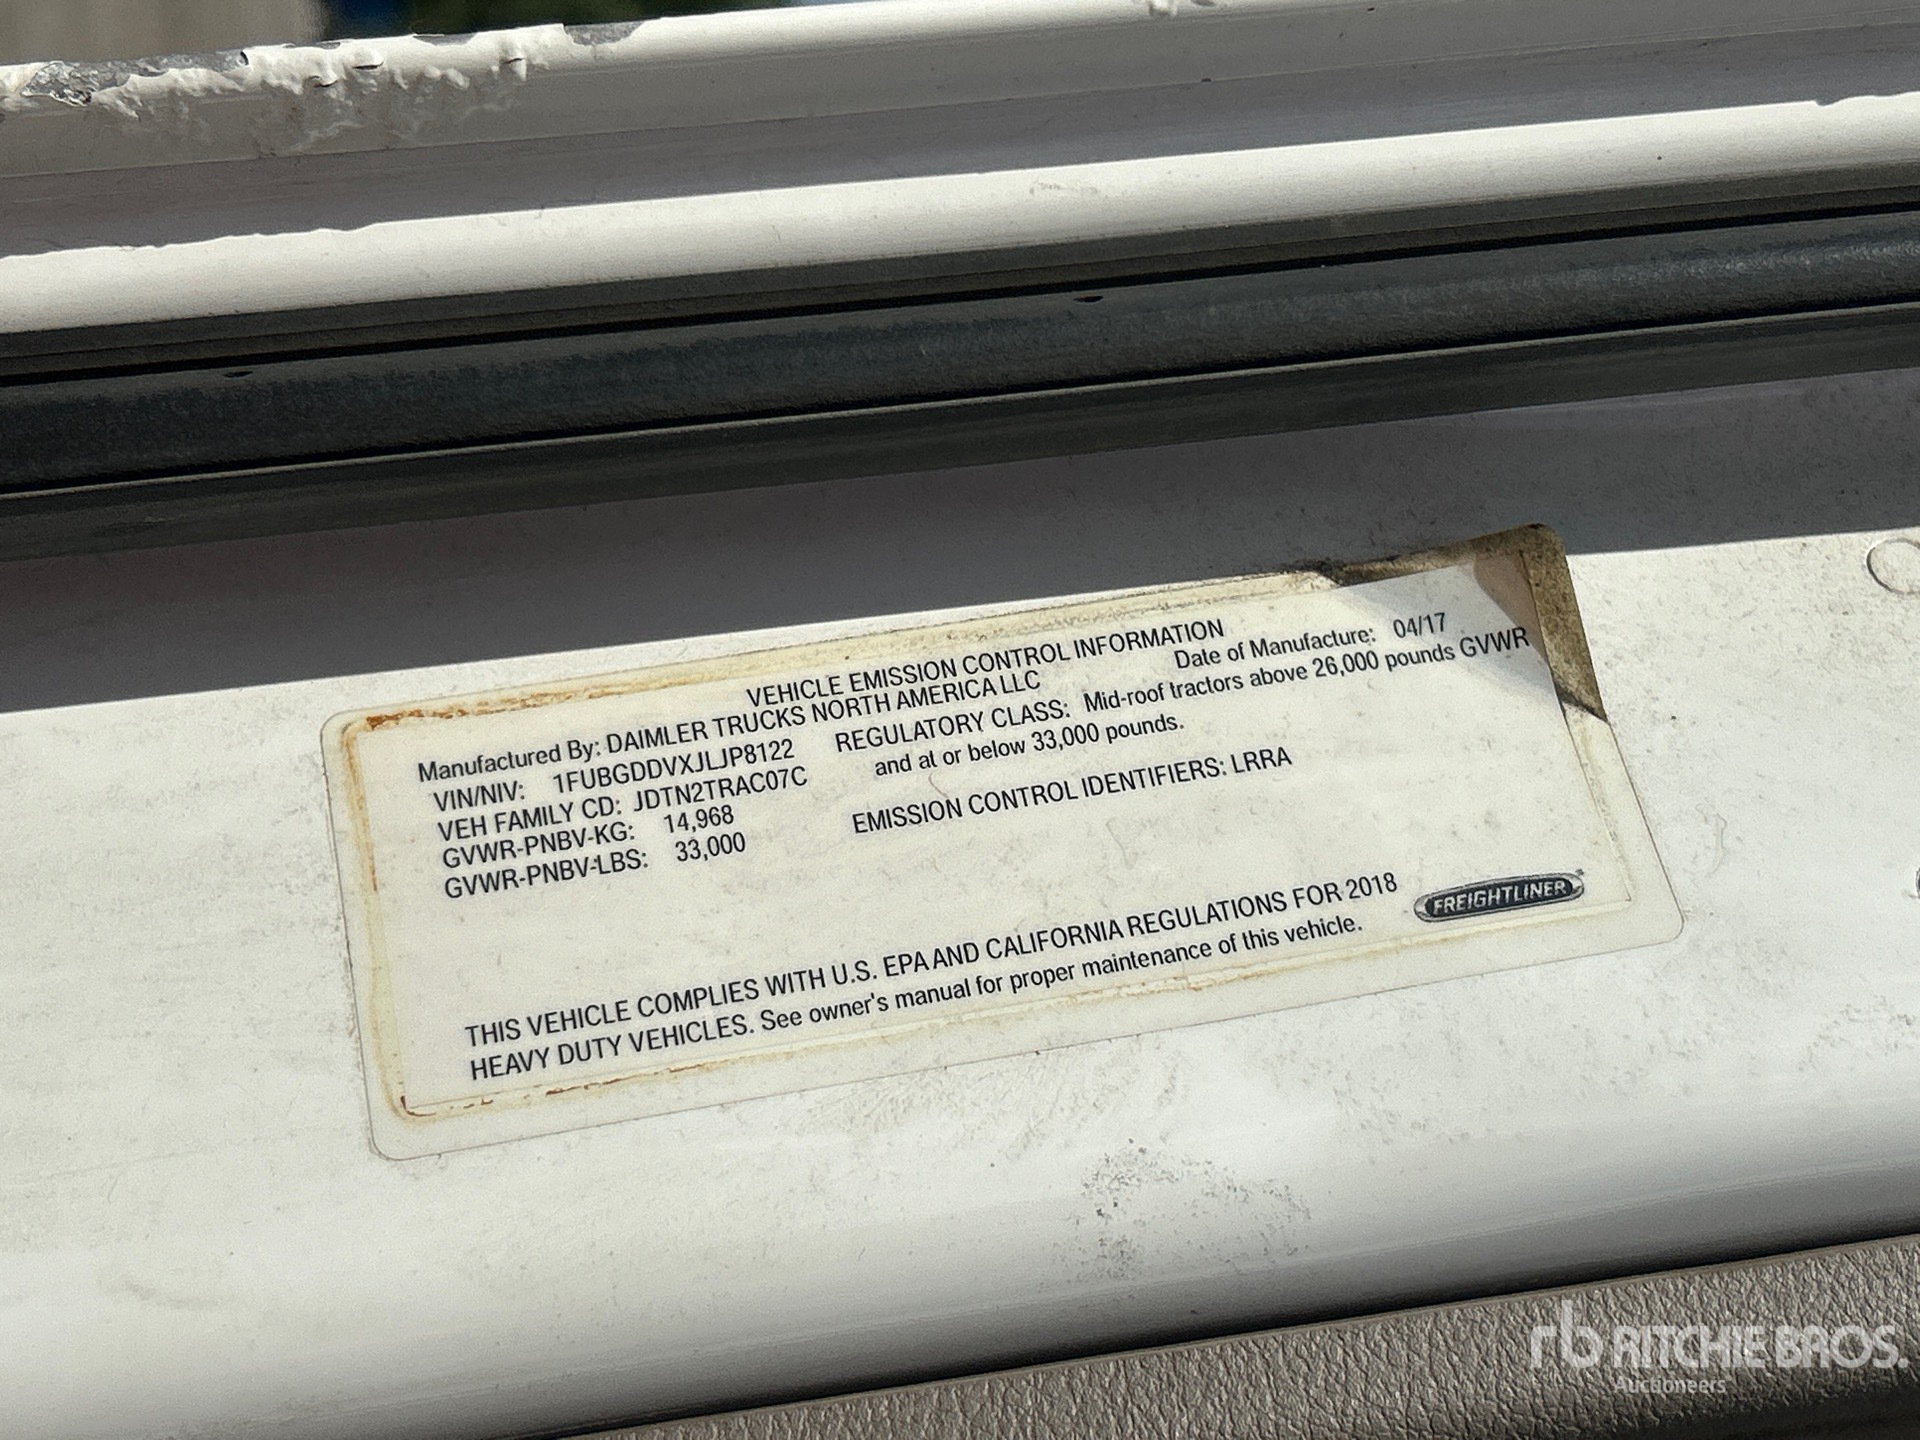 VEHICLE EMISSION CONTROL INFORMATION
Manufactured By: DAIMLER TRUCKS NORTH AMERICA LLC
Date of Manufacture: 04/17
VIN/NIV: 1FUBGDDVXJLJP8122
REGULATORY CLASS: Mid-roof tractors above 26,000 pounds GVWR
and at or below 33,000 pounds.
VEH FAMILY CD: JDTN2TRAC07C
GVWR-PNBV-KG: 14,968
EMISSION CONTROL IDENTIFIERS: LRRA
GVWR-PNBV-LBS: 33,000
THIS VEHICLE COMPLIES WITH U.S. EPA AND CALIFORNIA REGULATIONS FOR 2018
HEAVY DUTY VEHICLES. See owner's manual for proper maintenance of this vehicle.
FREIGHTLINER
rb RITCHIE BROS.
Auctioneers